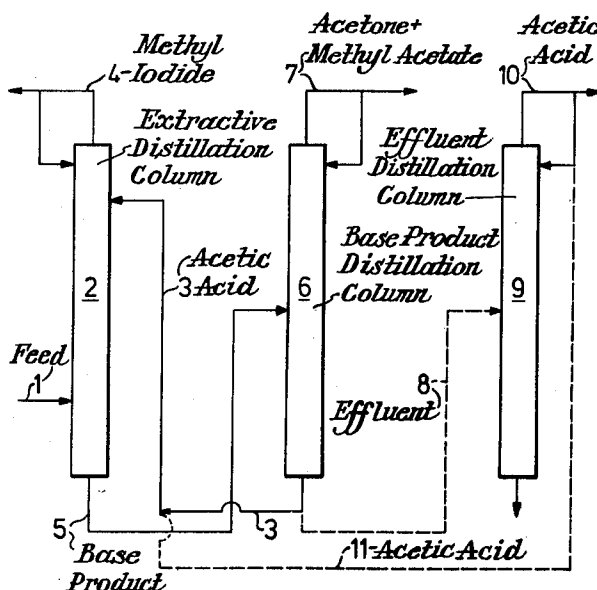 Methyl
4-Iodide
Acetone+
Methyl Acetate
7
Acetic
Acid
10
Extractive
Distillation
Column
Effluent
Distillation
Column
Base Product
Distillation
Column
2
Acetic
3 Acid
6
9
Feed
1
8
Effluent
5
Base
Product
3
11-Acetic Acid